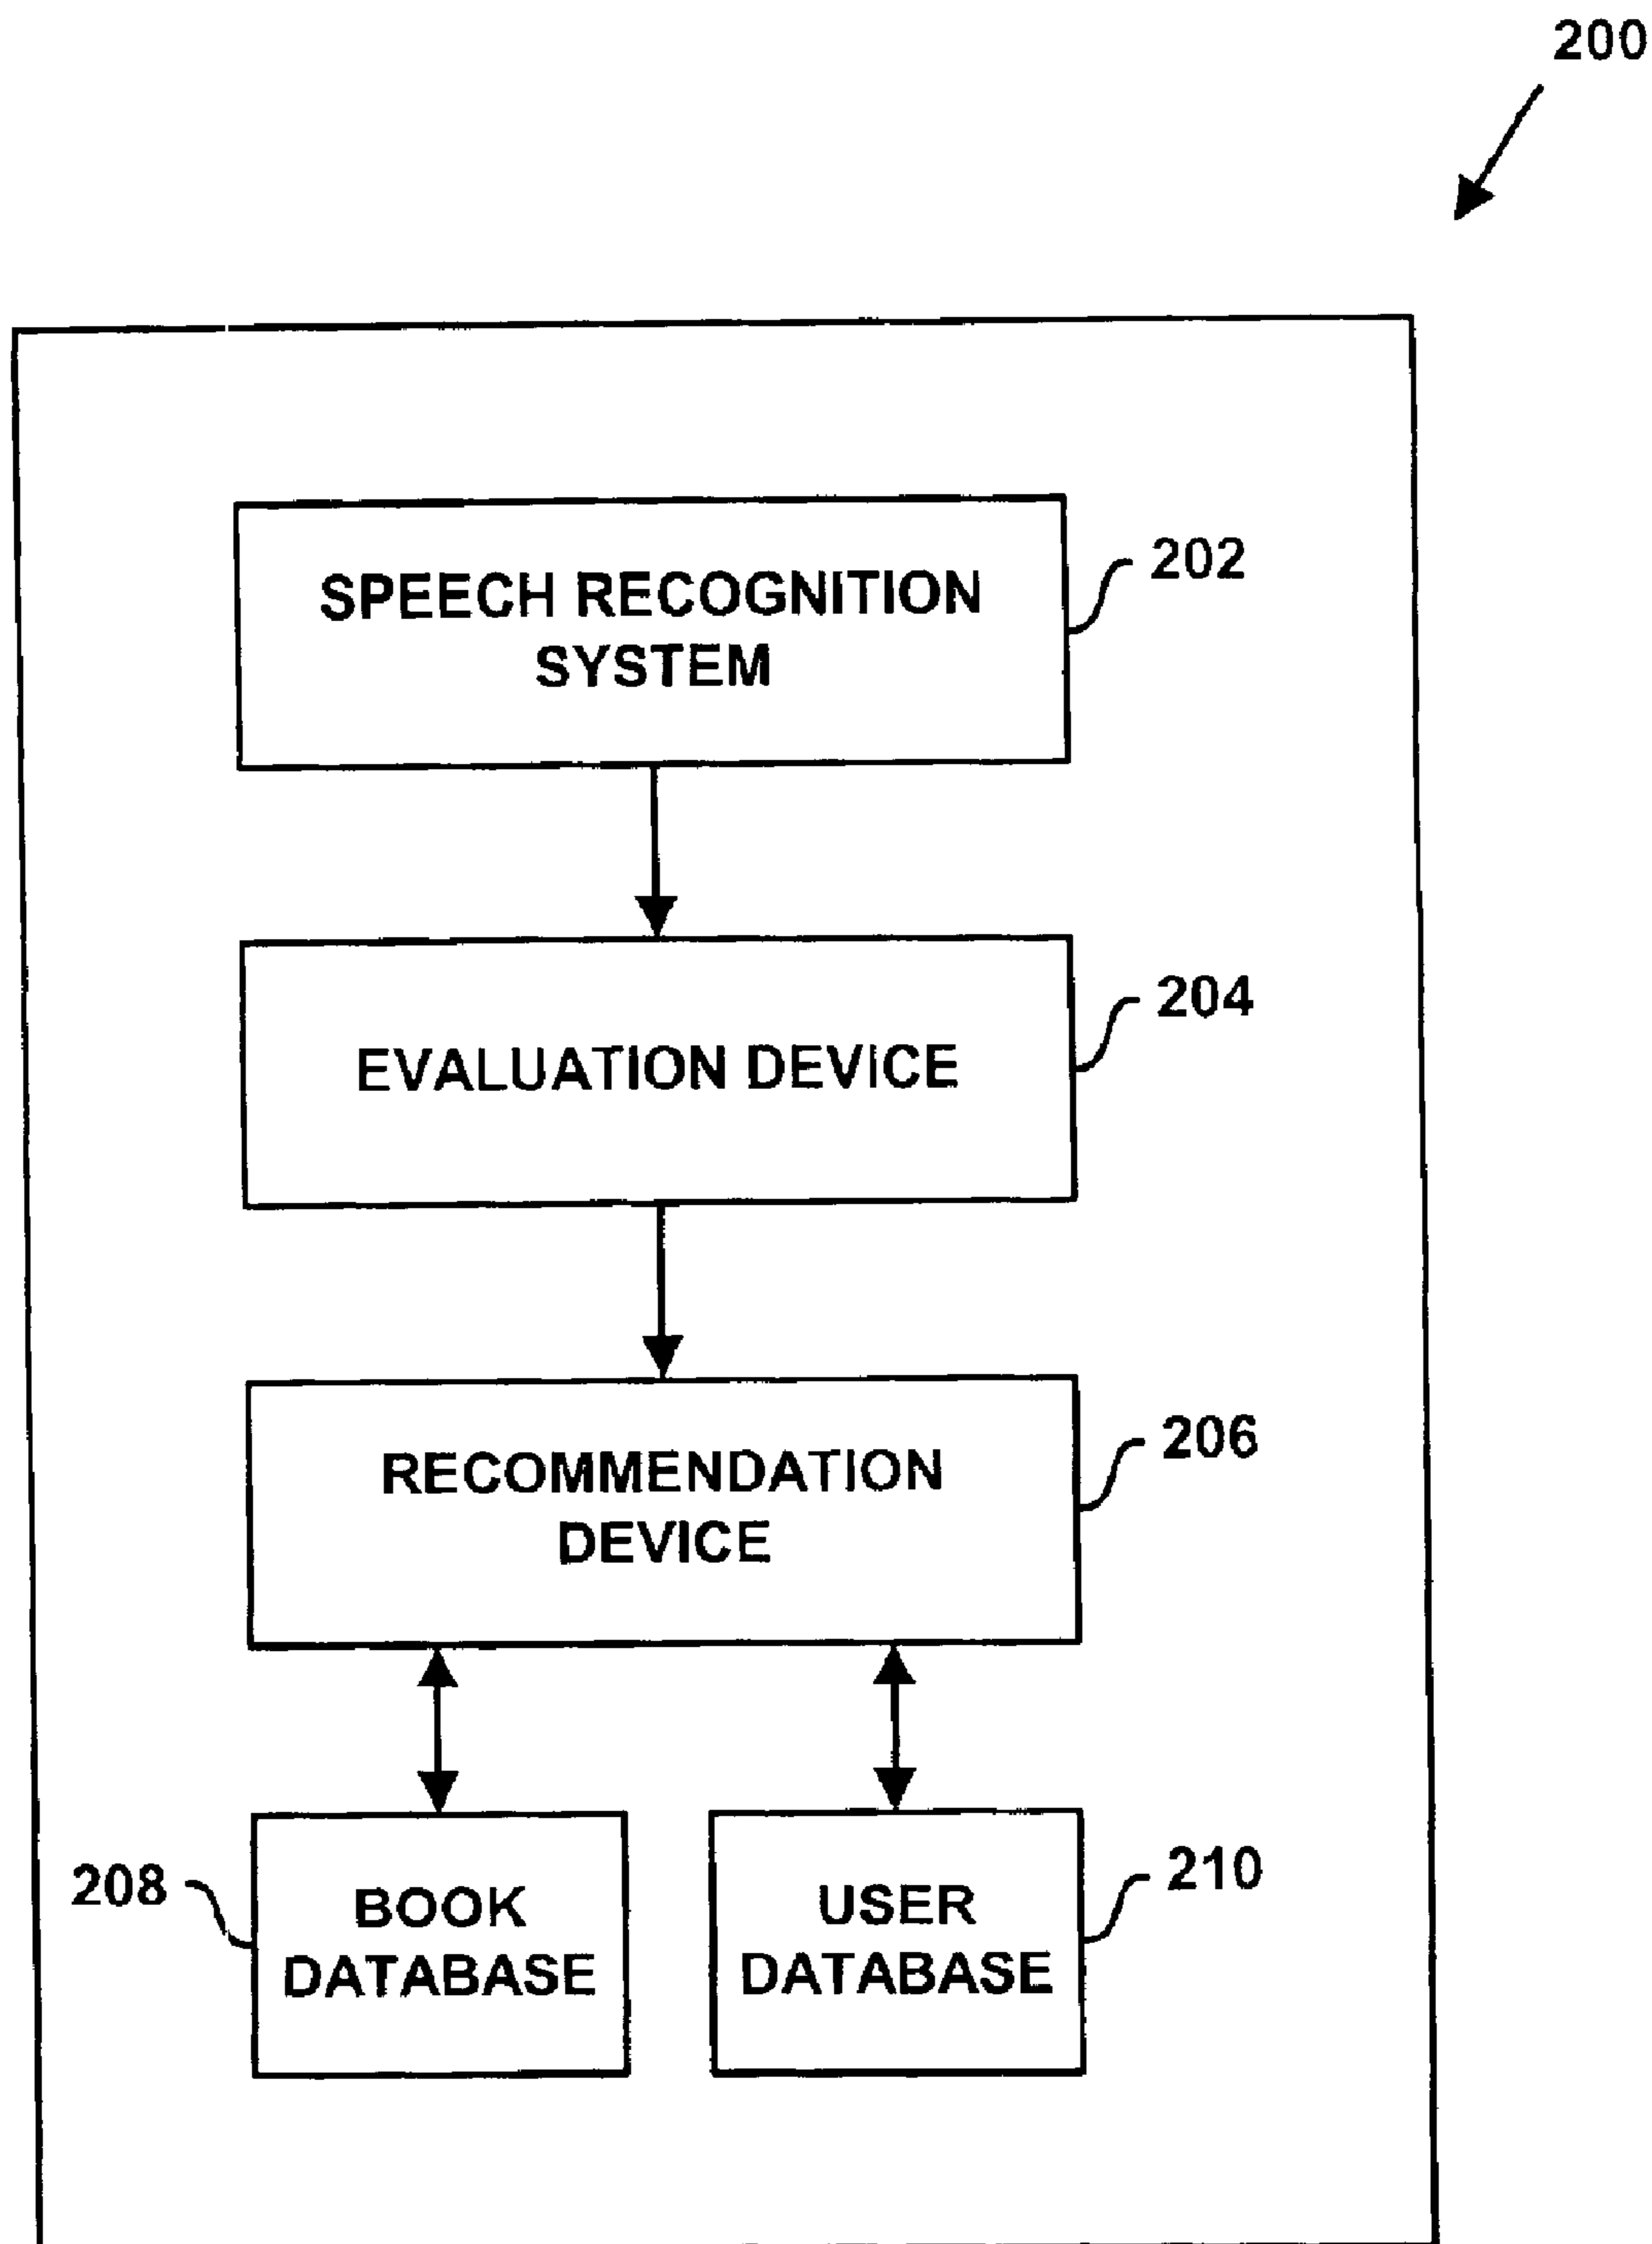 200
SPEECH RECOGNITION
SYSTEM
202
EVALUATION DEVICE
204
RECOMMENDATION
DEVICE
206
208
BOOK
DATABASE
USER
DATABASE
210